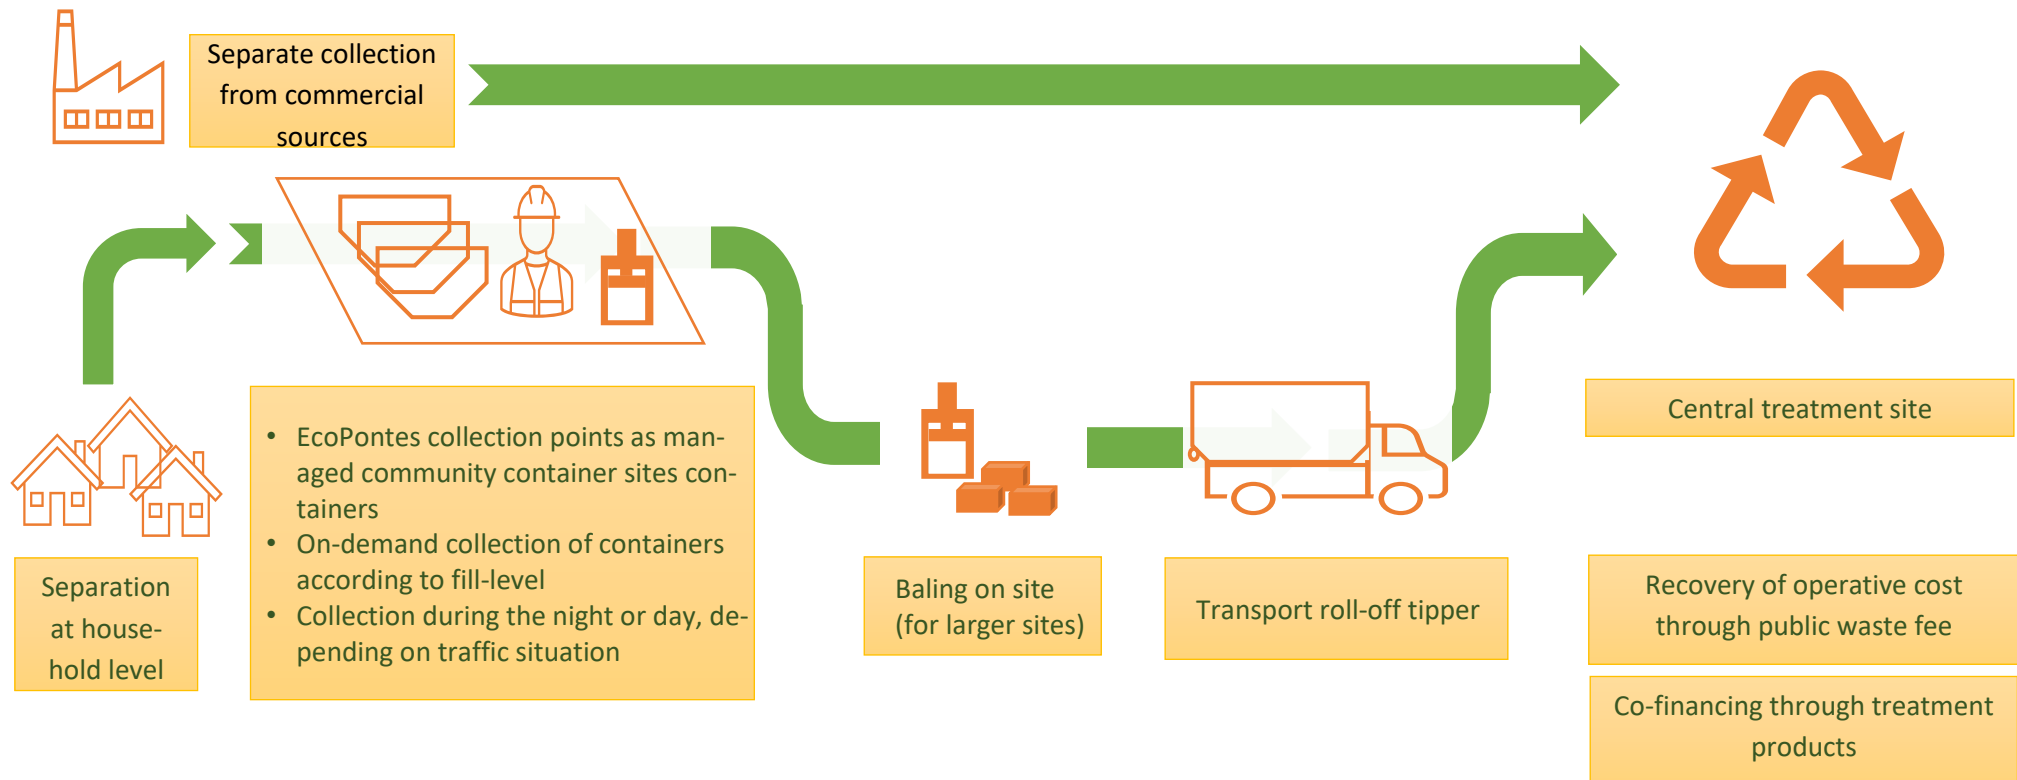 Separate collection
from commercial
sources
Separation
at house-
hold level
• EcoPontes collection points as man-
aged community container sites con-
tainers
• On-demand collection of containers
according to fill-level
• Collection during the night or day, de-
pending on traffic situation
Baling on site
(for larger sites)
Transport roll-off tipper
Central treatment site
Recovery of operative cost
through public waste fee
Co-financing through treatment
products